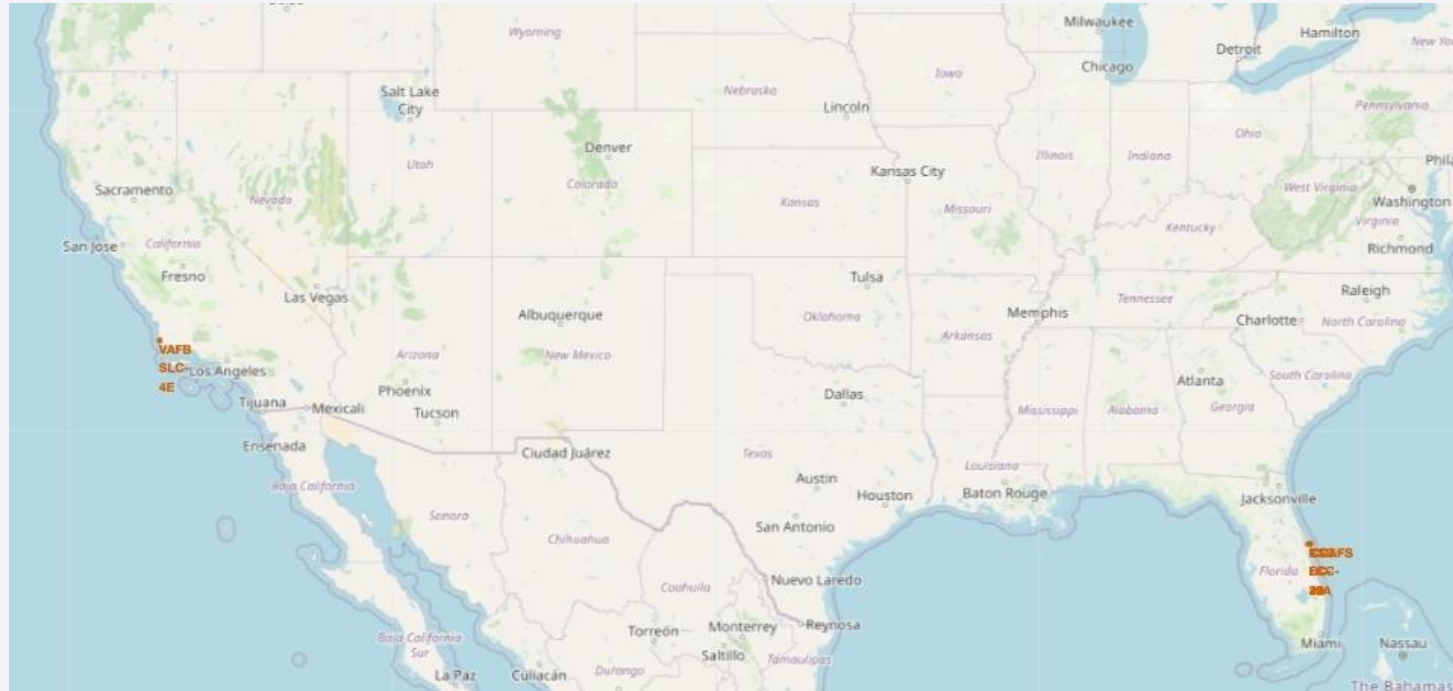 Milwaukee
Hamilton
Wyoming
Detroit
New Yo
Chicago
Iowa
Salt Lake
City
Nebraska
Lincoln
Pennsylvania
Denver
Ohio
Utah
Illinois
Indiana
Kansas City
Phila
Sacramento
Colorado
West Virginia
Nevada
Kansas
Washington
Missouri
Virginia
San Jose
California
Kentucky
Richmond
Fresno
Tulsa
Las Vegas
Raleigh
Tennessee
Albuquerque
Oklahoma
Memphis
Charlotte
North Carolina
Arkansas
VAFB
SLC-
4E
Los Angeles
Arizona
New Mexico
South Carolina
Atlanta
Phoenix
Dallas
Tijuana
Mexicali
Tucson
Mississippi
Alabama
Georgia
Ensenada
Ciudad Juárez
Texas
Louisiana
Austin
Baja California
Houston
Baton Rouge
Jacksonville
Sonora
San Antonio
Chihuahua
Florida
Nuevo Laredo
Coahuila
Torreón
Monterrey
Reynosa
Baja California
Sur
Saltillo
Tamaulipas
Miami
Nassau
La Paz
Culiacán
Durango
The Bahamas